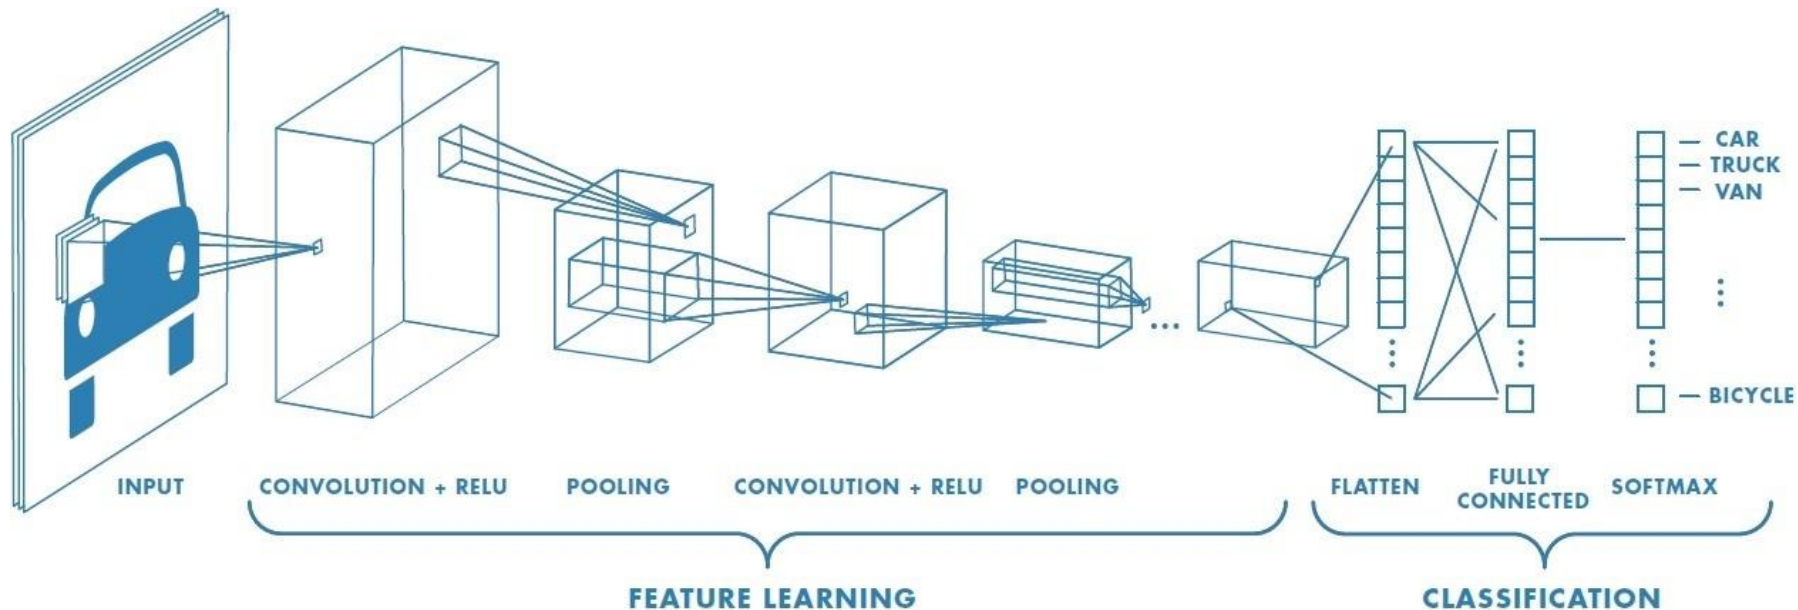 CAR
TRUCK
VAN
BICYCLE
INPUT
CONVOLUTION + RELU
POOLING
CONVOLUTION + RELU
POOLING
FLATTEN
FULLY
CONNECTED
SOFTMAX
FEATURE LEARNING
CLASSIFICATION